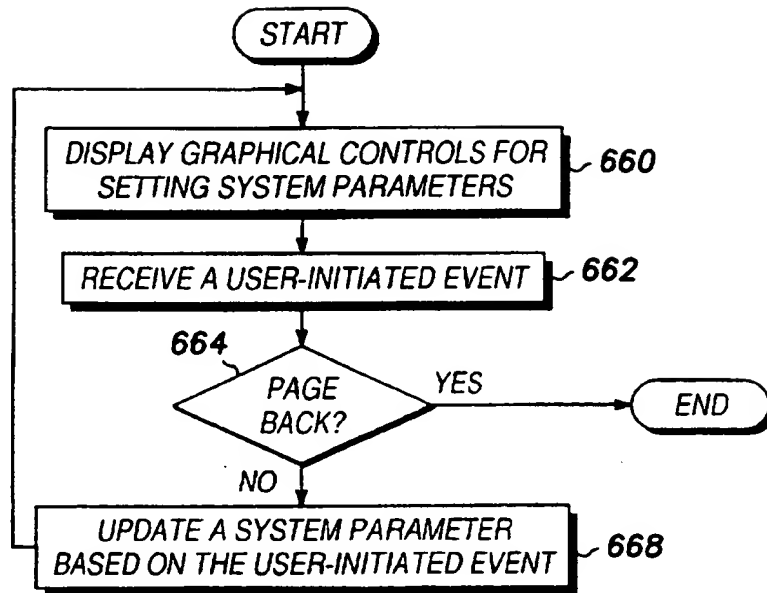 START
DISPLAY GRAPHICAL CONTROLS FOR
SETTING SYSTEM PARAMETERS
660
RECEIVE A USER-INITIATED EVENT
662
664
PAGE
BACK?
YES
END
NO
UPDATE A SYSTEM PARAMETER
BASED ON THE USER-INITIATED EVENT
668